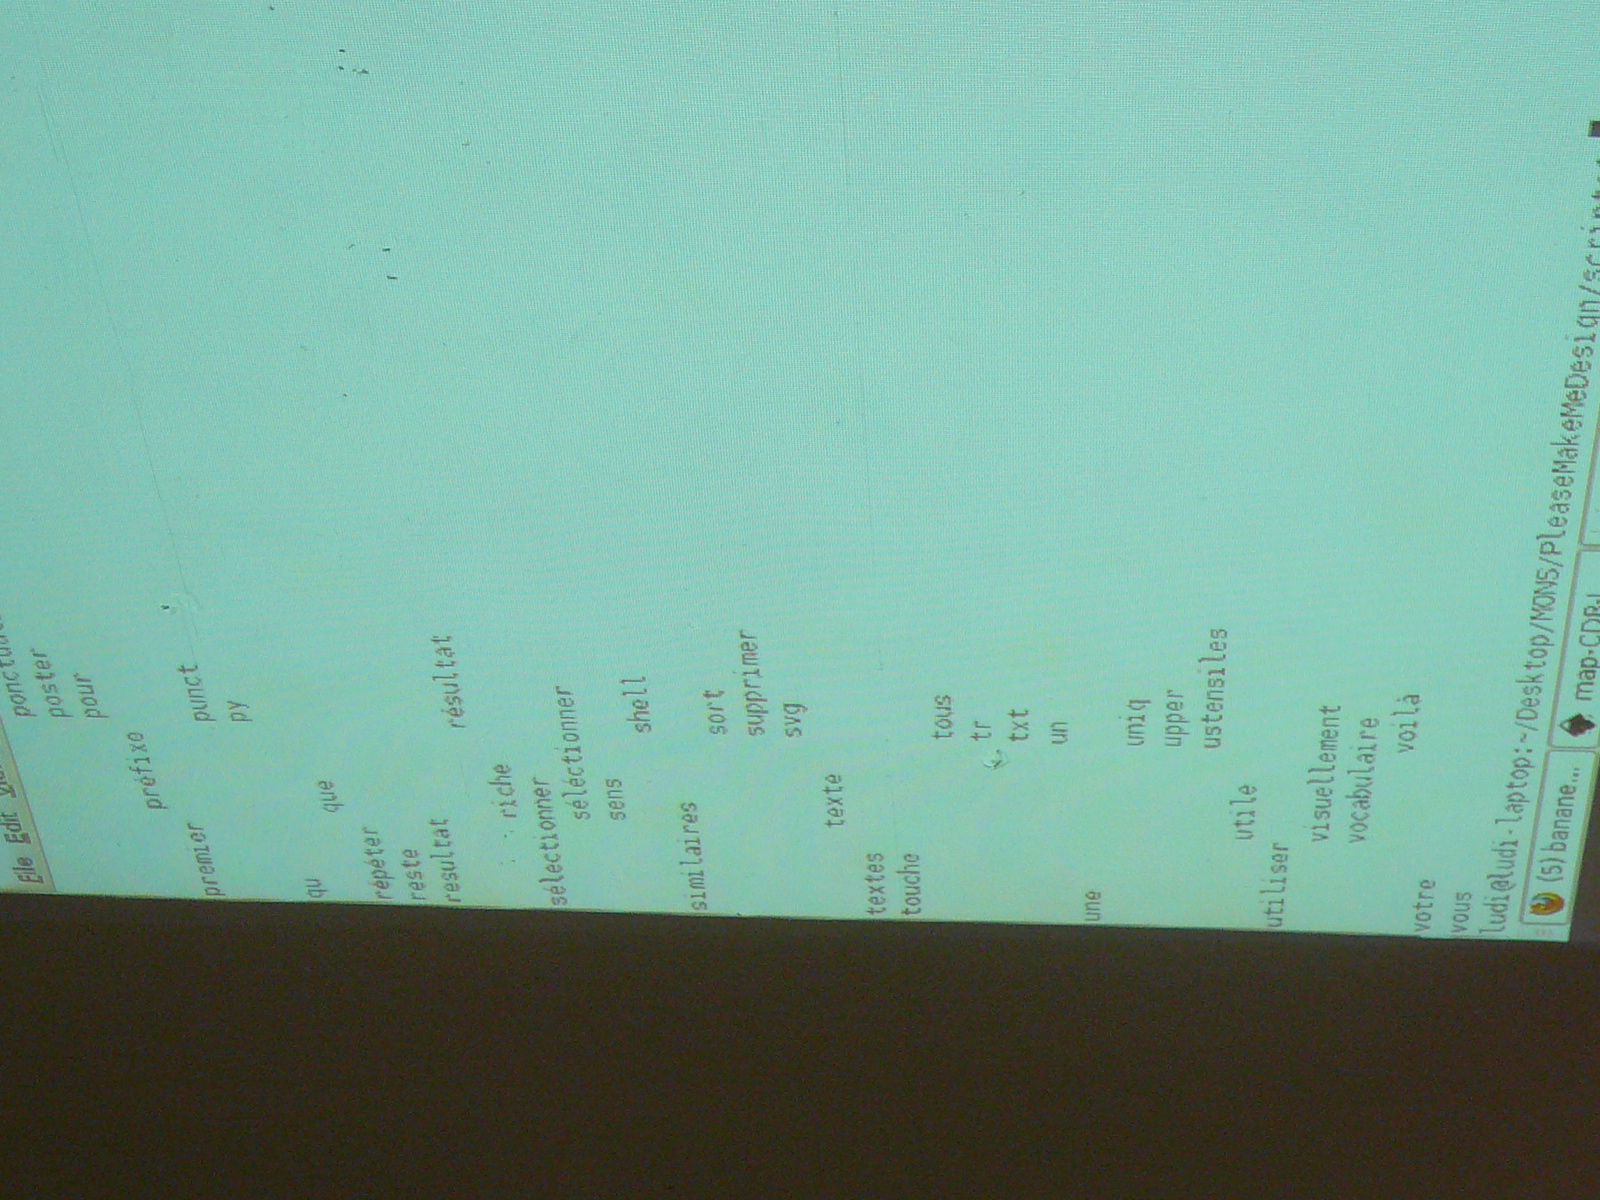 File Edit
poster
pour
préfixe
premier
punct
py
qu
que
répéter
reste
resultat
résultat
riche
sélectionner
séléctionner
sens
shell
similaires
sort
supprimer
svg
texte
textes
touche
tous
tr
txt
un
une
uniq
upper
ustensiles
utile
utiliser
visuellement
vocabulaire
voilà
votre
vous
ludi@ludi-laptop:~/Desktop/MONS/PleaseMakeMeDesign/
(5) banane...